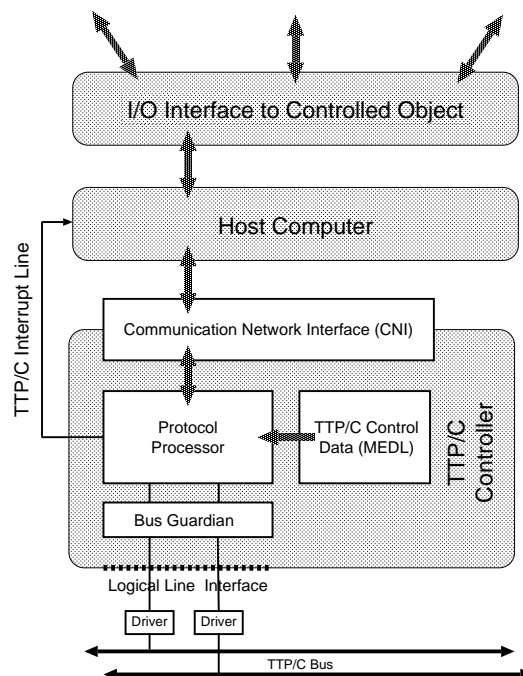 I/O Interface to Controlled Object
Host Computer
TTP/C Interrupt Line
Communication Network Interface (CNI)
Protocol
Processor
TTP/C Control
Data (MEDL)
TTP/C
Controller
Bus Guardian
Logical Line Interface
Driver
Driver
TTP/C Bus